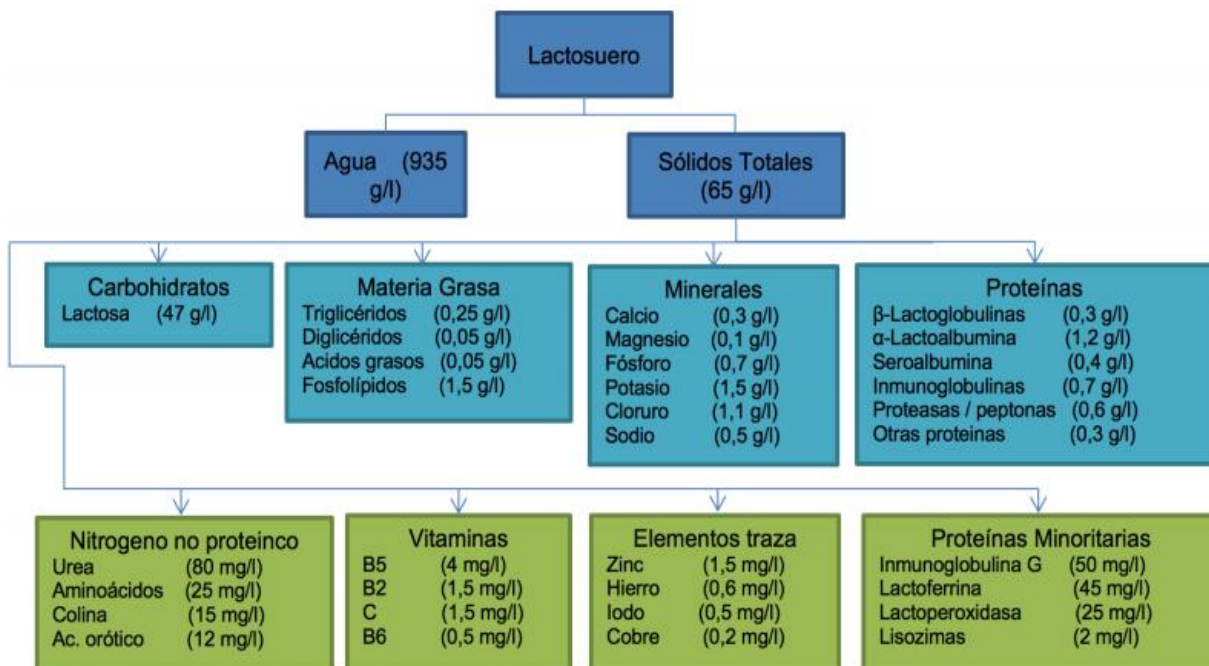 Lactosuero
Agua (935
g/l)
Sólidos Totales
(65 g/l)
Carbohidratos
Lactosa (47 g/l)
Materia Grasa
Triglicéridos (0,25 g/l)
Diglicéridos (0,05 g/l)
Acidos grasos (0,05 g/l)
Fosfolípidos (1,5 g/l)
Minerales
Calcio (0,3 g/l)
Magnesio (0,1 g/l)
Fósforo (0,7 g/l)
Potasio (1,5 g/l)
Cloruro (1,1 g/l)
Sodio (0,5 g/l)
Proteínas
β-Lactoglobulinas (0,3 g/l)
α-Lactoalbumina (1,2 g/l)
Seroalbumina (0,4 g/l)
Inmunoglobulinas (0,7 g/l)
Proteasas / peptonas (0,6 g/l)
Otras proteinas (0,3 g/l)
Nitrogeno no proteinco
Urea (80 mg/l)
Aminoácidos (25 mg/l)
Colina (15 mg/l)
Ac. orótico (12 mg/l)
Vitaminas
B5 (4 mg/l)
B2 (1,5 mg/l)
C (1,5 mg/l)
B6 (0,5 mg/l)
Elementos traza
Zinc (1,5 mg/l)
Hierro (0,6 mg/l)
Iodo (0,5 mg/l)
Cobre (0,2 mg/l)
Proteínas Minoritarias
Inmunoglobulina G (50 mg/l)
Lactoferrina (45 mg/l)
Lactoperoxidasa (25 mg/l)
Lisozimas (2 mg/l)